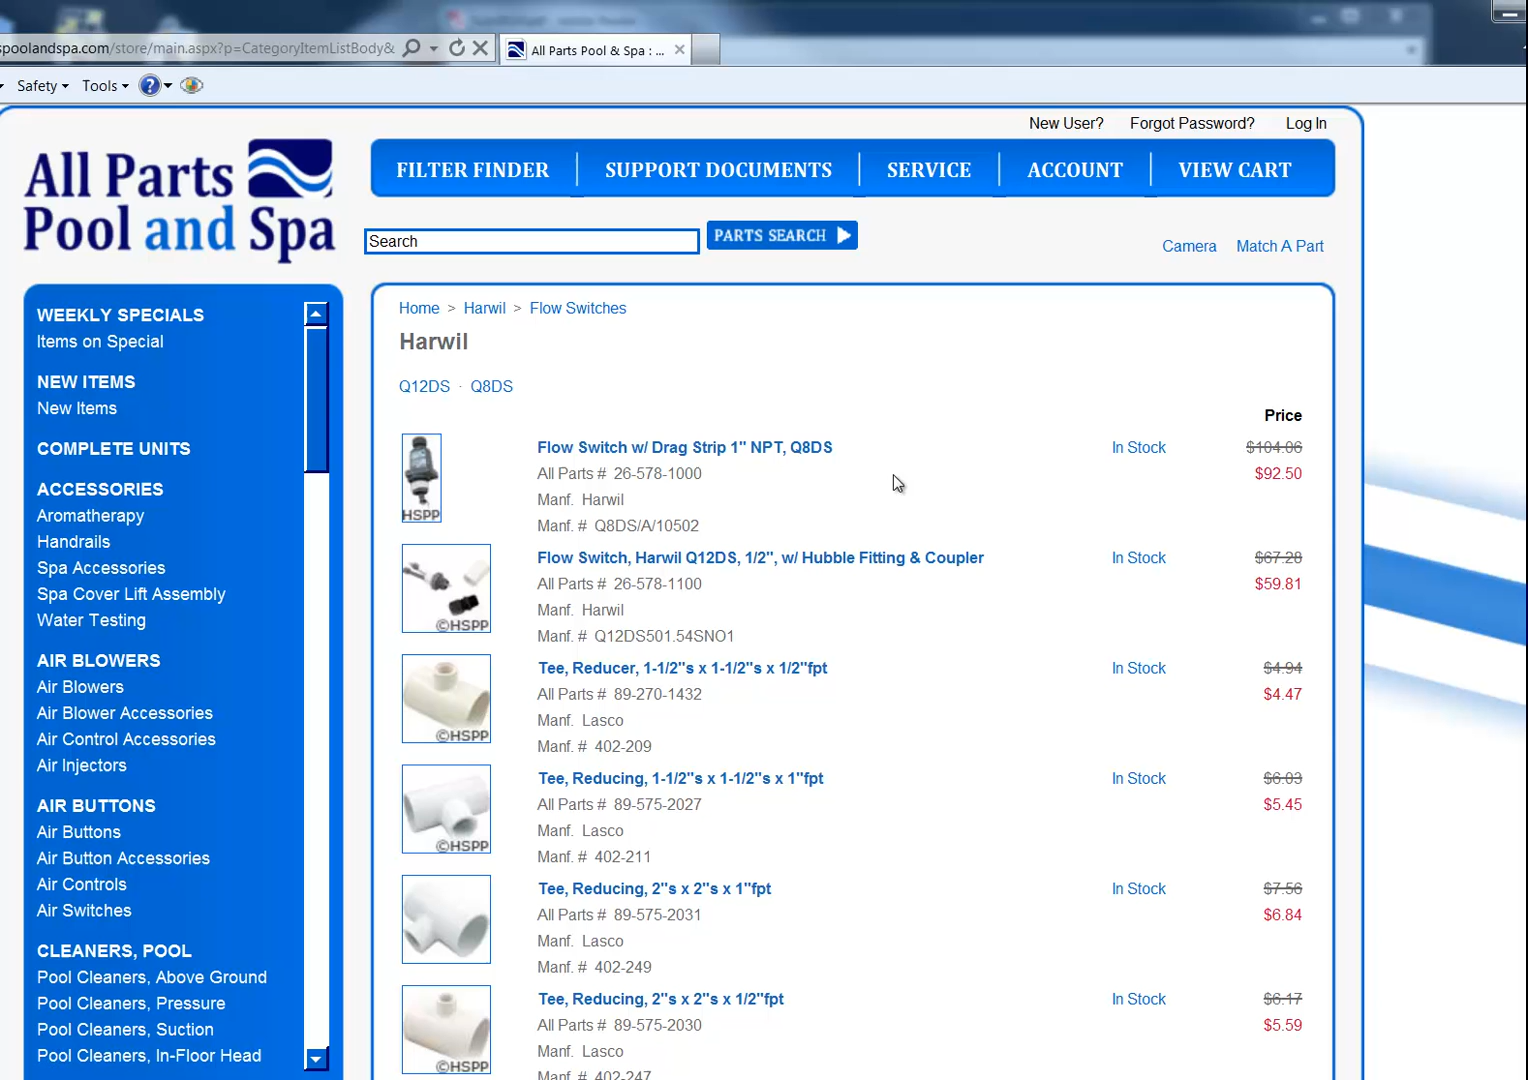 spoolandspa.com/store/main.aspx?p=CategoryItemListBody&
All Parts Pool & Spa : ...
Safety
Tools
New User?
Forgot Password?
Log In
All Parts
Pool and Spa
FILTER FINDER
SUPPORT DOCUMENTS
SERVICE
ACCOUNT
VIEW CART
Search
PARTS SEARCH
Camera
Match A Part
WEEKLY SPECIALS
Items on Special
NEW ITEMS
New Items
COMPLETE UNITS
ACCESSORIES
Aromatherapy
Handrails
Spa Accessories
Spa Cover Lift Assembly
Water Testing
AIR BLOWERS
Air Blowers
Air Blower Accessories
Air Control Accessories
Air Injectors
AIR BUTTONS
Air Buttons
Air Button Accessories
Air Controls
Air Switches
CLEANERS, POOL
Pool Cleaners, Above Ground
Pool Cleaners, Pressure
Pool Cleaners, Suction
Pool Cleaners, In-Floor Head
Home > Harwil > Flow Switches
Harwil
Q12DS · Q8DS
Price
HSPP
Flow Switch w/ Drag Strip 1" NPT, Q8DS In Stock $104.06
All Parts # 26-578-1000 $92.50
Manf. Harwil
Manf. # Q8DS/A/10502
©HSPP
Flow Switch, Harwil Q12DS, 1/2", w/ Hubble Fitting & Coupler In Stock $67.28
All Parts # 26-578-1100 $59.81
Manf. Harwil
Manf. # Q12DS501.54SNO1
©HSPP
Tee, Reducer, 1-1/2"s x 1-1/2"s x 1/2"fpt In Stock $4.94
All Parts # 89-270-1432 $4.47
Manf. Lasco
Manf. # 402-209
©HSPP
Tee, Reducing, 1-1/2"s x 1-1/2"s x 1"fpt In Stock $6.03
All Parts # 89-575-2027 $5.45
Manf. Lasco
Manf. # 402-211
Tee, Reducing, 2"s x 2"s x 1"fpt In Stock $7.56
All Parts # 89-575-2031 $6.84
Manf. Lasco
Manf. # 402-249
©HSPP
Tee, Reducing, 2"s x 2"s x 1/2"fpt In Stock $6.17
All Parts # 89-575-2030 $5.59
Manf. Lasco
Manf. # 402-247